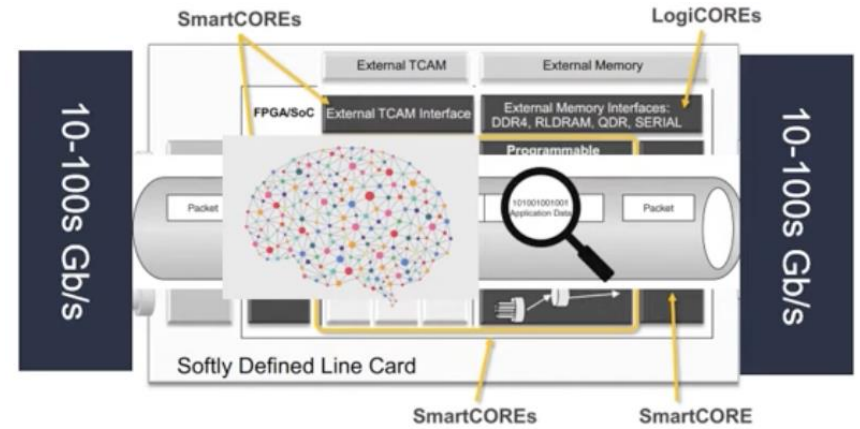 SmartCOREs
LogiCOREs
External TCAM
External Memory
FPGA/SoC
External TCAM Interface
External Memory Interfaces:
DDR4, RLDRAM, QDR, SERIAL
Programmable
10-100s Gb/s
Packet
101001001001
Application Data
Packet
10-100s Gb/s
Softly Defined Line Card
SmartCOREs
SmartCORE